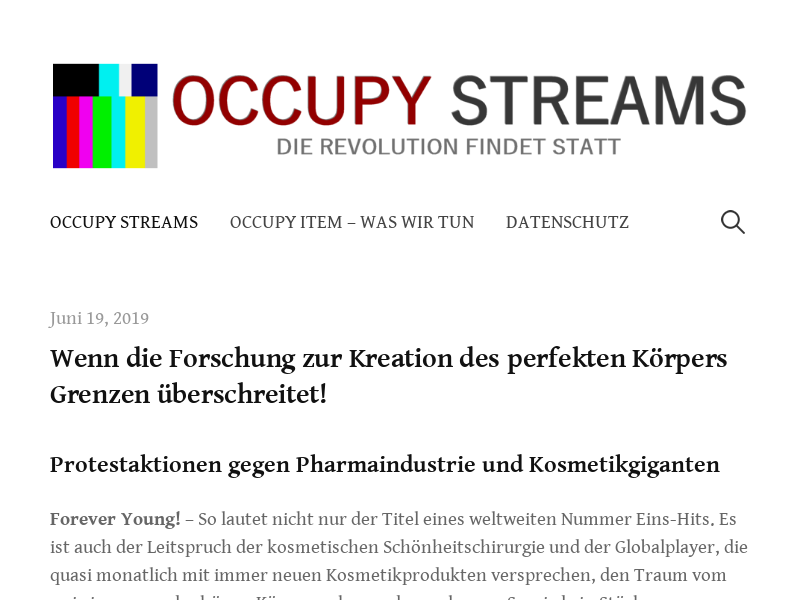 OCCUPY STREAMS
DIE REVOLUTION FINDET STATT
OCCUPY STREAMS OCCUPY ITEM – WAS WIR TUN DATENSCHUTZ
Juni 19, 2019
Wenn die Forschung zur Kreation des perfekten Körpers
Grenzen überschreitet!
Protestaktionen gegen Pharmaindustrie und Kosmetikgiganten
Forever Young! – So lautet nicht nur der Titel eines weltweiten Nummer Eins-Hits. Es
ist auch der Leitspruch der kosmetischen Schönheitschirurgie und der Globalplayer, die
quasi monatlich mit immer neuen Kosmetikprodukten versprechen, den Traum vom